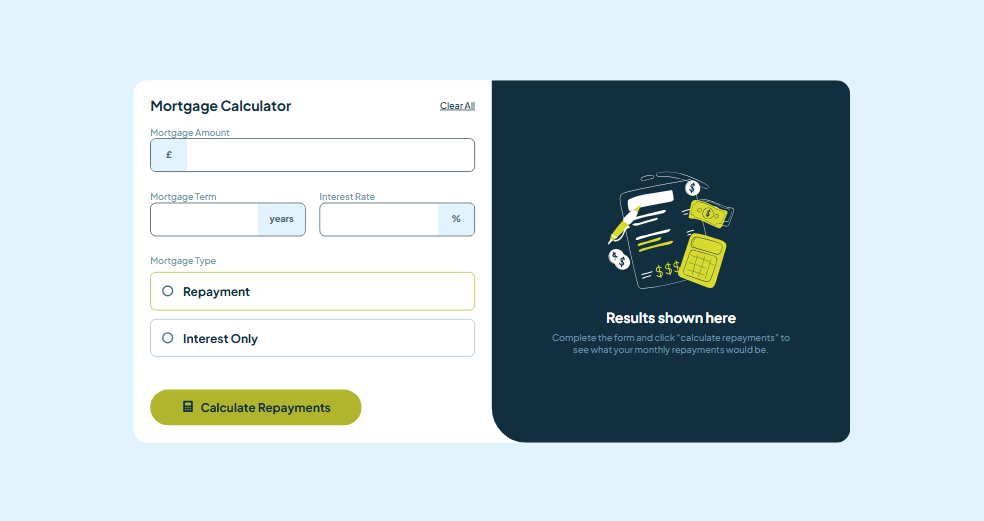 Mortgage Calculator
Clear All
Mortgage Amount
£
Mortgage Term
Interest Rate
years
%
Mortgage Type
Repayment
Interest Only
Calculate Repayments
$
$
$
$
$$$
Results shown here
Complete the form and click “calculate repayments” to
see what your monthly repayments would be.